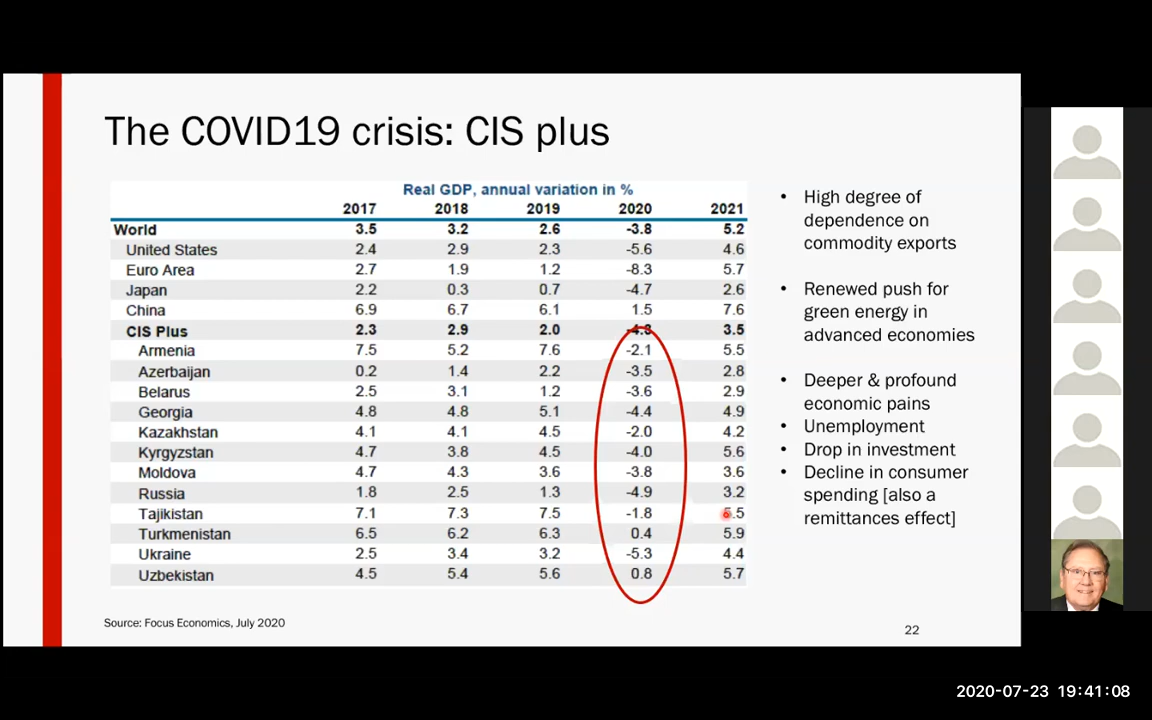 The COVID19 crisis: CIS plus
Real GDP, annual variation in %
2017 2018 2019 2020 2021
World 3.5 3.2 2.6 -3.8 5.2
United States 2.4 2.9 2.3 -5.6 4.6
Euro Area 2.7 1.9 1.2 -8.3 5.7
Japan 2.2 0.3 0.7 -4.7 2.6
China 6.9 6.7 6.1 1.5 7.6
CIS Plus 2.3 2.9 2.0 3.5
Armenia 7.5 5.2 7.6 -2.1 5.5
Azerbaijan 0.2 1.4 2.2 -3.5 2.8
Belarus 2.5 3.1 1.2 -3.6 2.9
Georgia 4.8 4.8 5.1 -4.4 4.9
Kazakhstan 4.1 4.1 4.5 -2.0 4.2
Kyrgyzstan 4.7 3.8 4.5 -4.0 5.6
Moldova 4.7 4.3 3.6 -3.8 3.6
Russia 1.8 2.5 1.3 -4.9 3.2
Tajikistan 7.1 7.3 7.5 -1.8
Turkmenistan 6.5 6.2 6.3 0.4 5.9
Ukraine 2.5 3.4 3.2 -5.3 4.4
Uzbekistan 4.5 5.4 5.6 0.8 5.7
• High degree of
dependence on
commodity exports
• Renewed push for
green energy in
advanced economies
• Deeper & profound
economic pains
• Unemployment
• Drop in investment
• Decline in consumer
spending [also a
remittances effect]
Source: Focus Economics, July 2020
22
2020-07-23 19:41:08